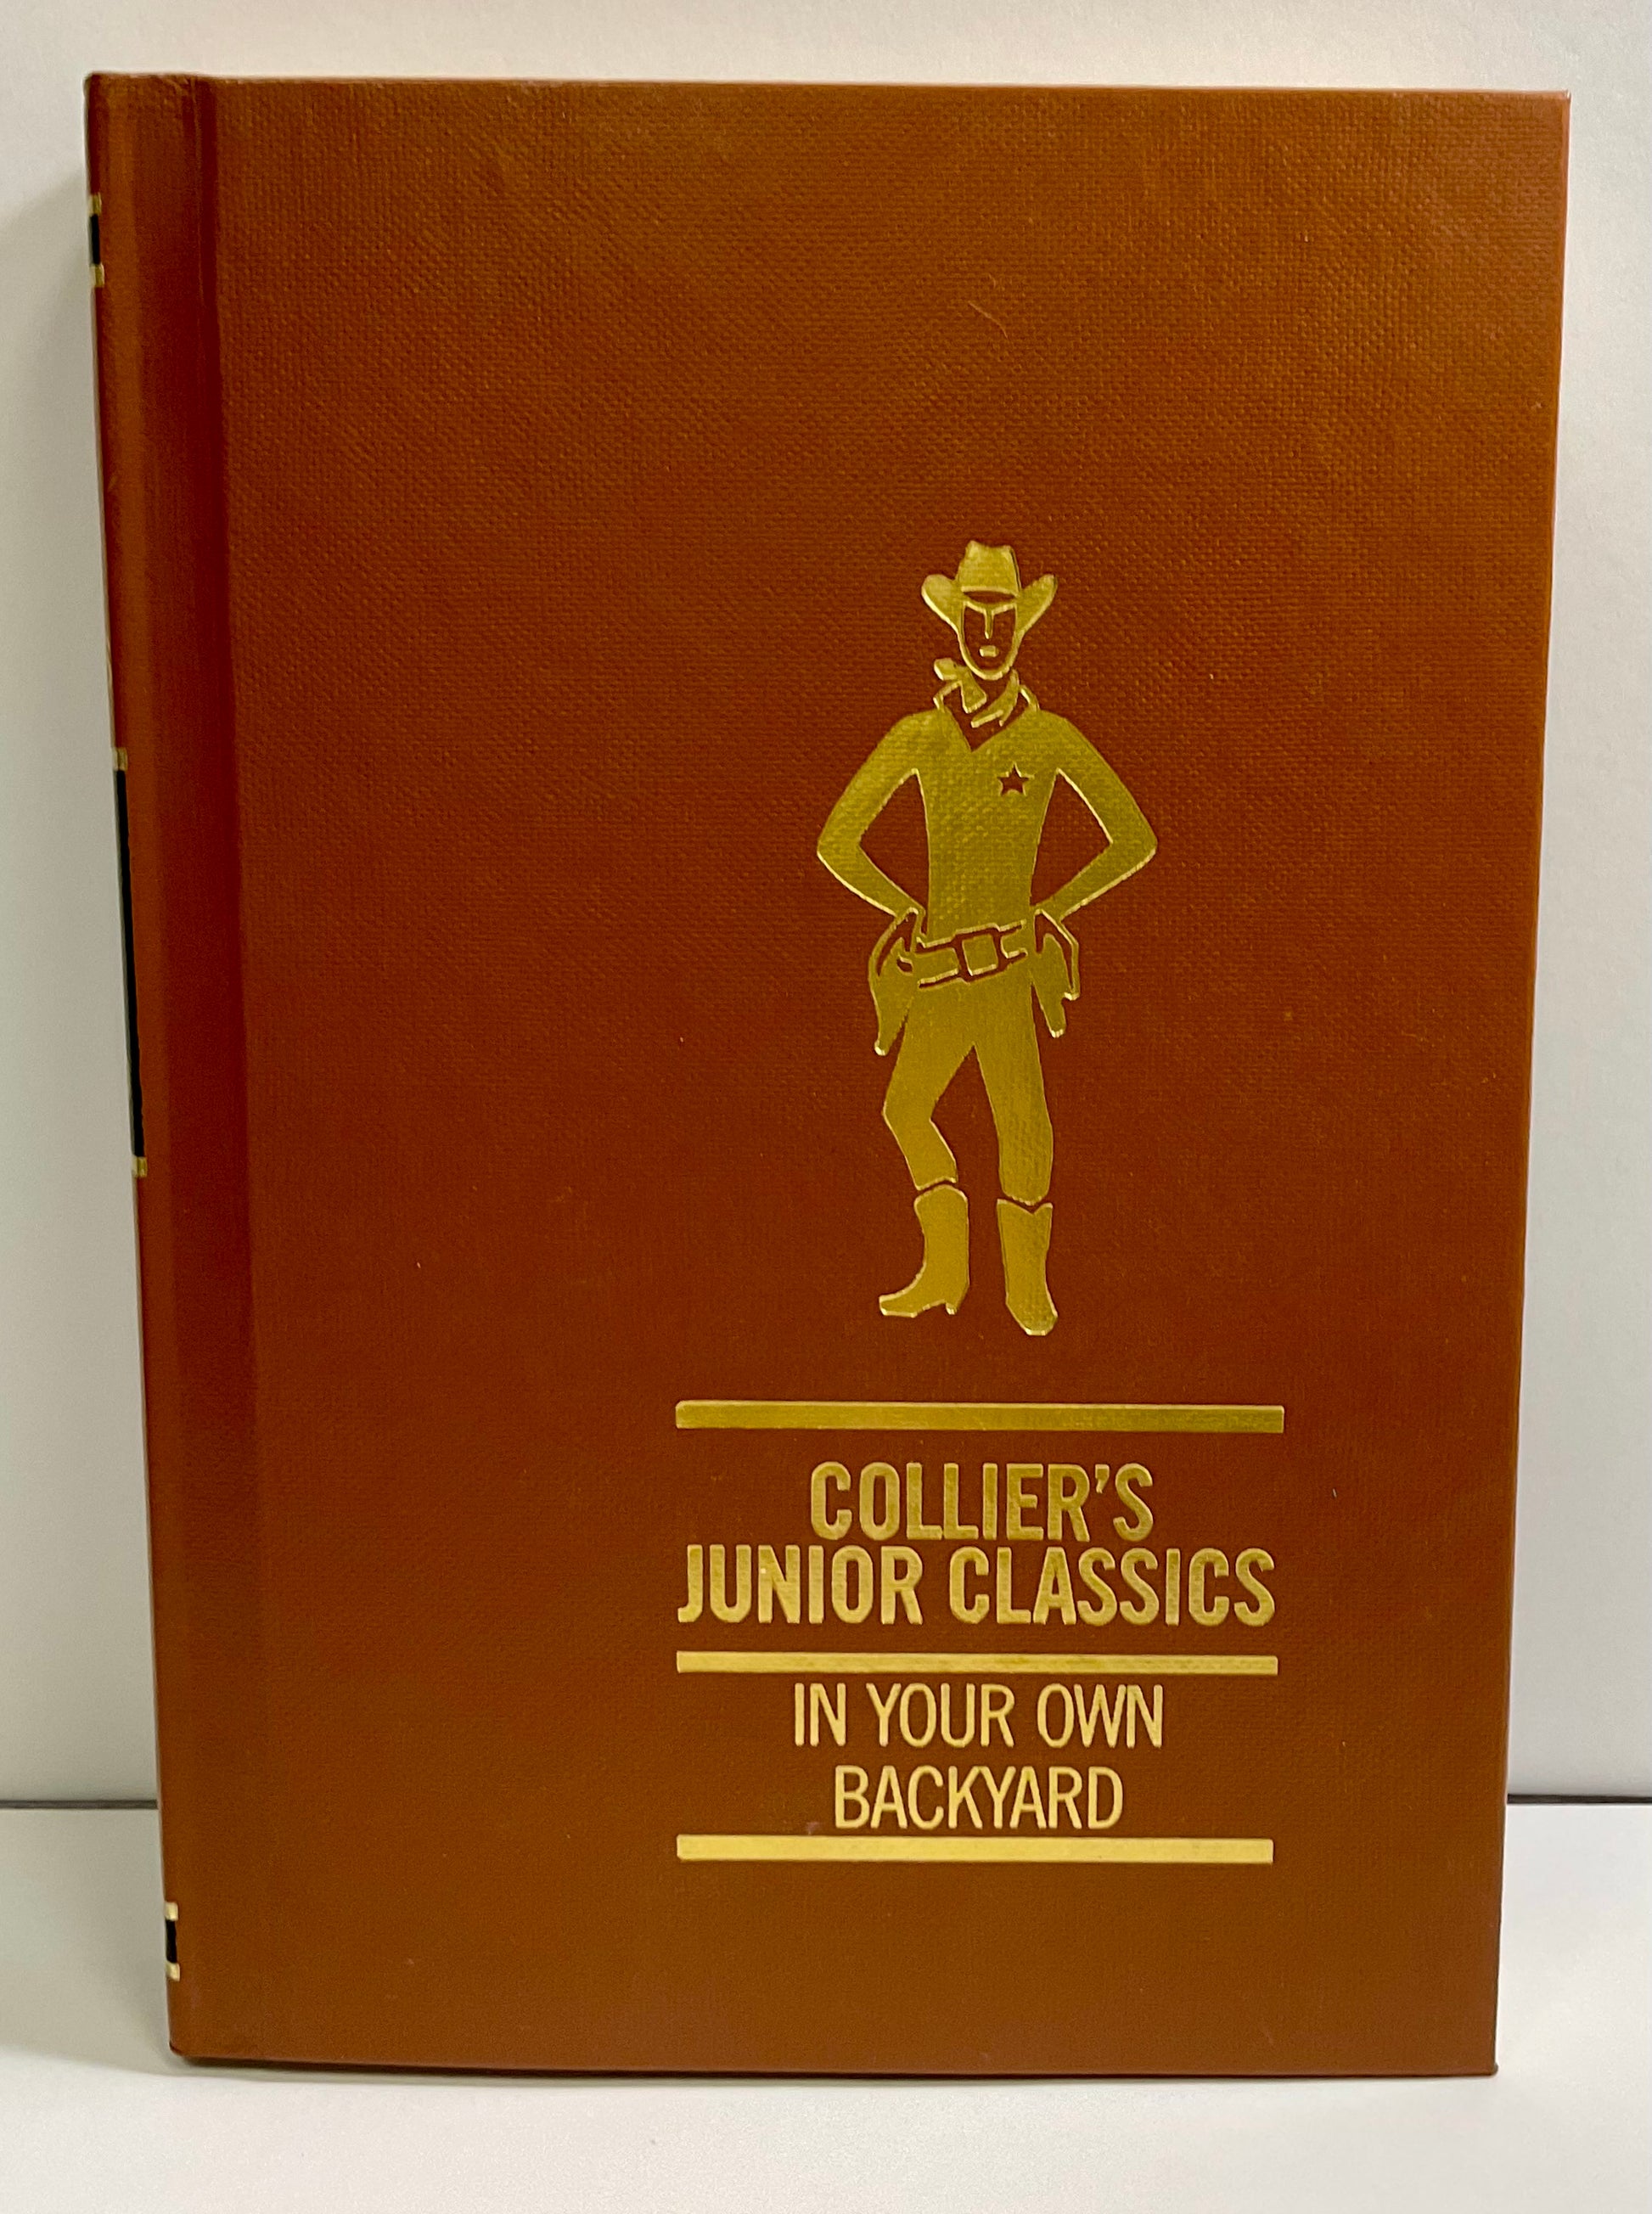 COLLIER'S
JUNIOR CLASSICS
IN YOUR OWN
BACKYARD